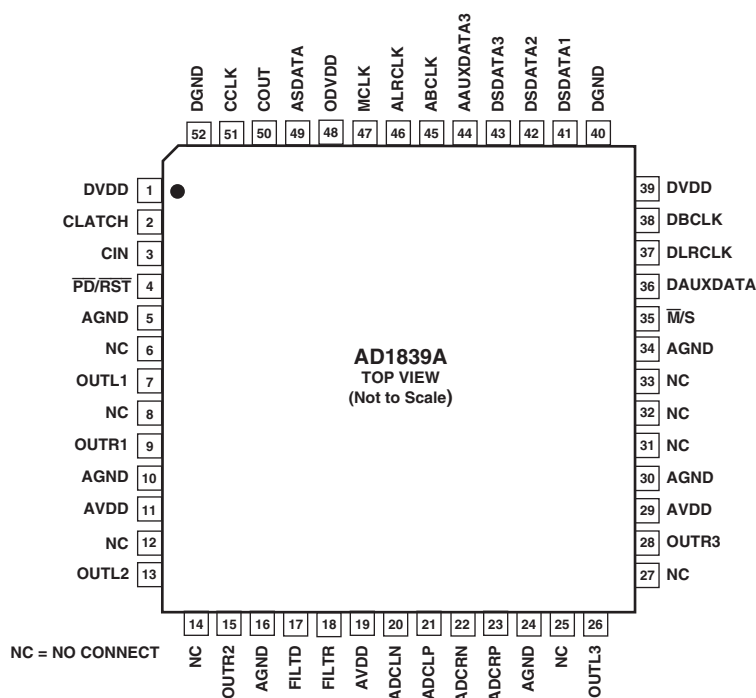 DGND
CCLK
COUT
ASDATA
ODVDD
MCLK
ALRCLK
ABCLK
AAUXDATA3
DSDATA3
DSDATA2
DSDATA1
DGND
52 51 50 49 48 47 46 45 44 43 42 41 40
DVDD 1
CLATCH 2
CIN 3
PD/RST 4
AGND 5
NC 6
OUTL1 7
NC 8
OUTR1 9
AGND 10
AVDD 11
NC 12
OUTL2 13
AD1839A
TOP VIEW
(Not to Scale)
39 DVDD
38 DBCLK
37 DLRCLK
36 DAUXDATA
35 M/S
34 AGND
33 NC
32 NC
31 NC
30 AGND
29 AVDD
28 OUTR3
27 NC
14 15 16 17 18 19 20 21 22 23 24 25 26
NC
OUTR2
AGND
FILTD
FILTR
AVDD
ADCLN
ADCLP
ADCRN
ADCRP
AGND
NC
OUTL3
NC = NO CONNECT